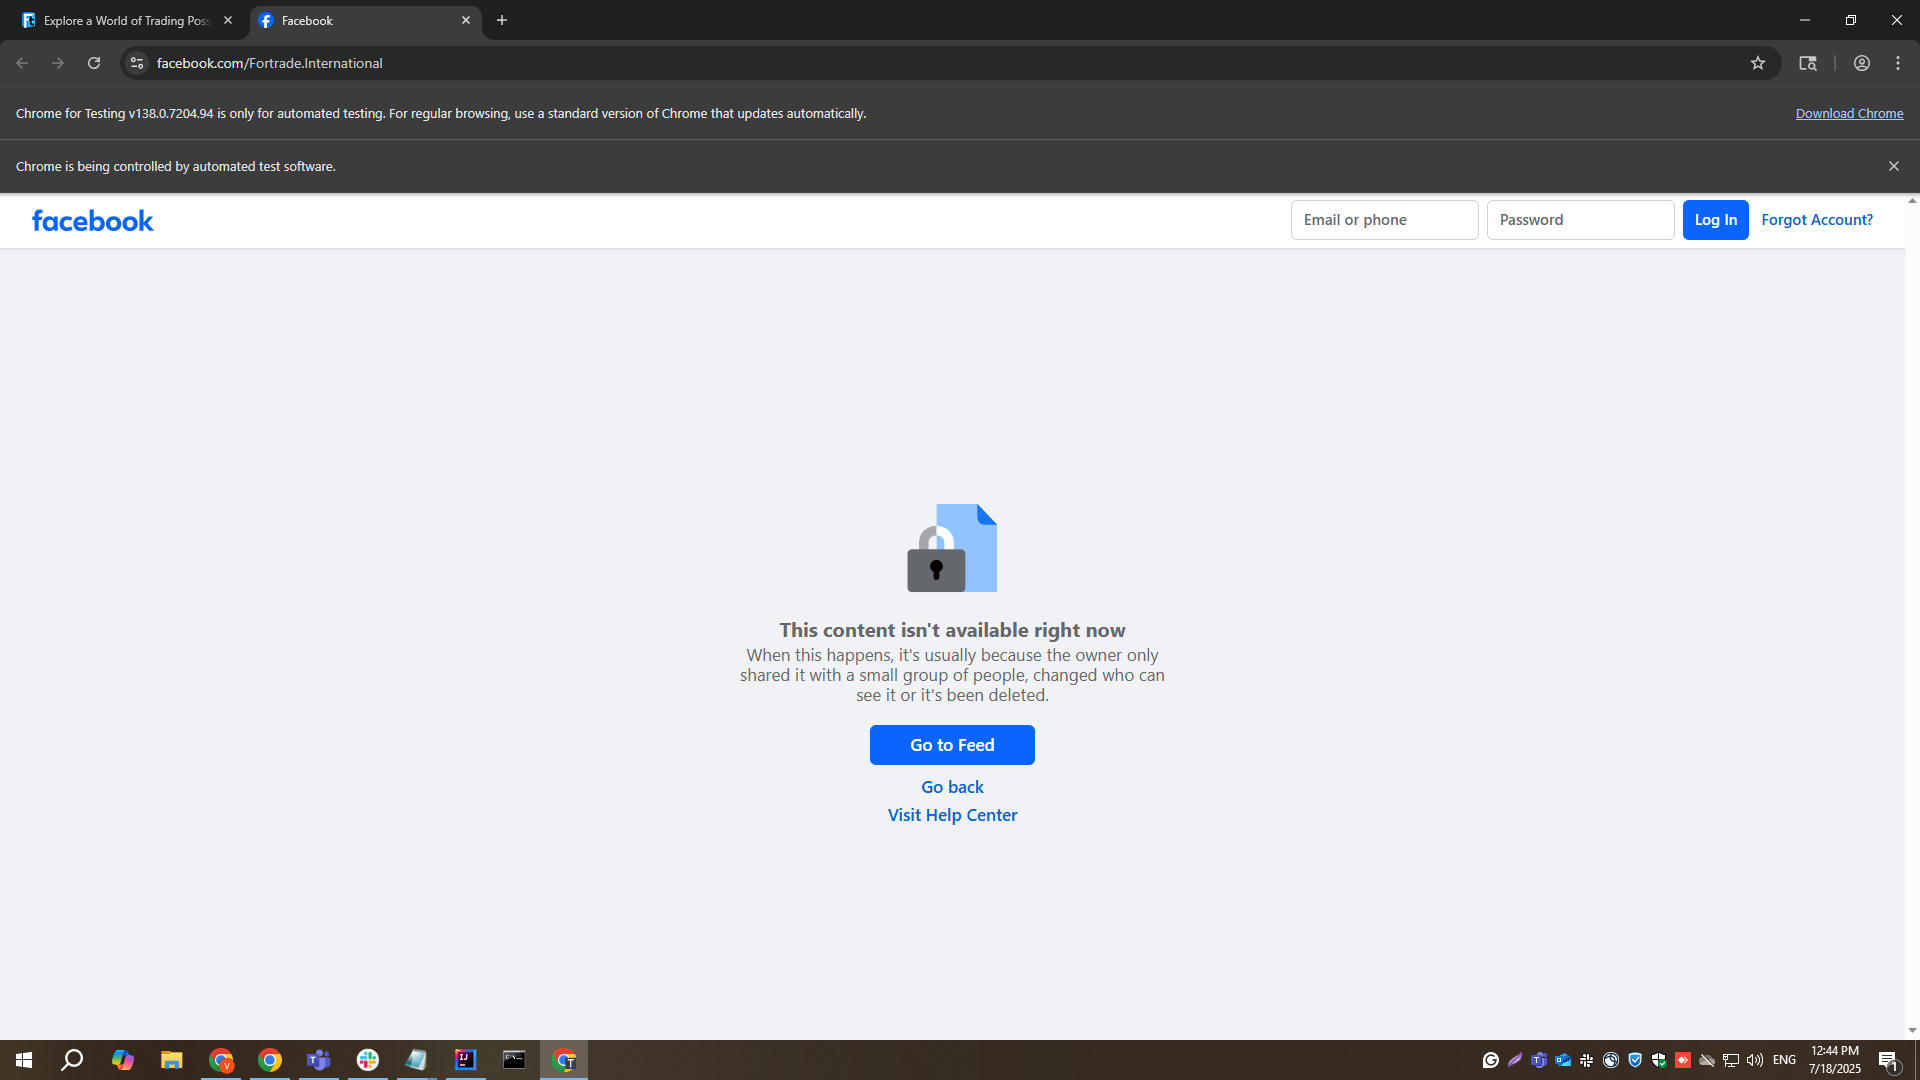 Explore a World of Trading Poss
Facebook
facebook.com/Fortrade.International
Chrome for Testing v138.0.7204.94 is only for automated testing. For regular browsing, use a standard version of Chrome that updates automatically.
Download Chrome
Chrome is being controlled by automated test software.
facebook
Email or phone
Password
Log In
Forgot Account?
This content isn't available right now
When this happens, it's usually because the owner only
shared it with a small group of people, changed who can
see it or it's been deleted.
Go to Feed
Go back
Visit Help Center
ENG
12:44 PM
7/18/2025
1